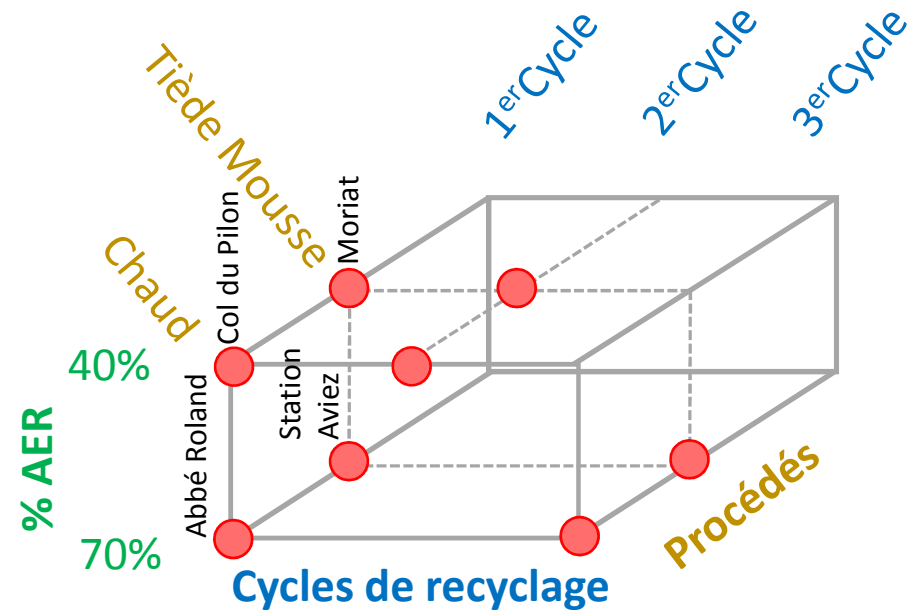 1erCycle
2erCycle
3erCycle
Tiède Mousse
Chaud
Col du Pilon
Moriat
40%
Abbé Roland
Station
Aviez
% AER
70%
Procédés
Cycles de recyclage